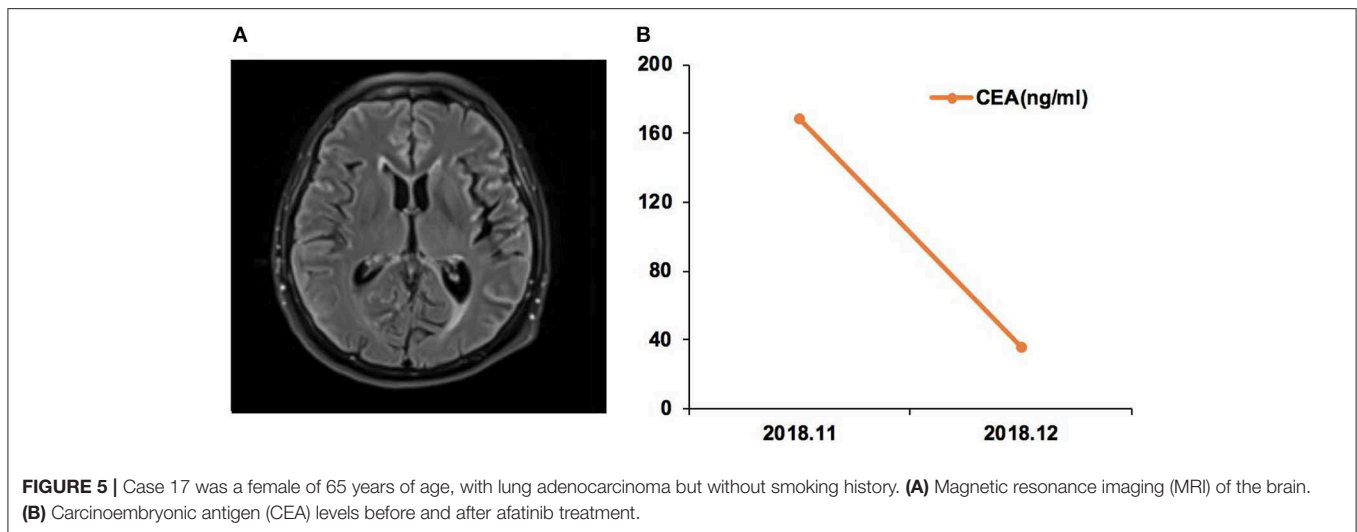 A
B
200
160
120
80
40
0
CEA(ng/ml)
2018.11
2018.12
FIGURE 5 | Case 17 was a female of 65 years of age, with lung adenocarcinoma but without smoking history. (A) Magnetic resonance imaging (MRI) of the brain.
(B) Carcinoembryonic antigen (CEA) levels before and after afatinib treatment.